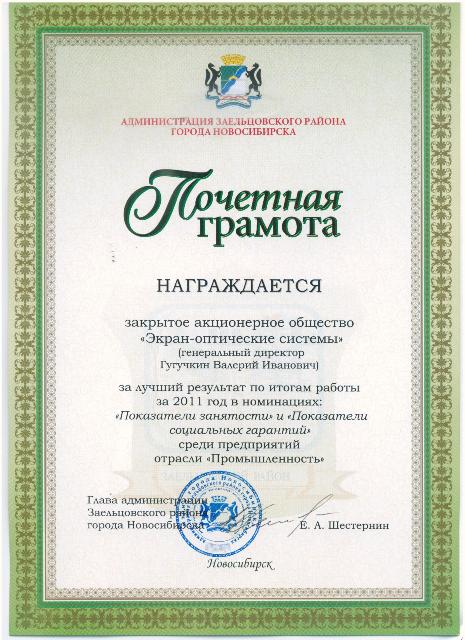 АДМИНИСТРАЦИЯ ЗАЕЛЬЦОВСКОГО РАЙОНА
ГОРОДА НОВОСИБИРСКА
Почетная
грамота
НАГРАЖДАЕТСЯ
закрытое акционерное общество
«Экран-оптические системы»
(генеральный директор
Гугучкин Валерий Иванович)
за лучший результат по итогам работы
за 2011 год в номинациях:
«Показатели занятости» и «Показатели
социальных гарантий»
среди предприятий
отрасли «Промышленность»
Глава администрации
Заельцовского района
города Новосибирска
Е. А. Шестернин
Новосибирск